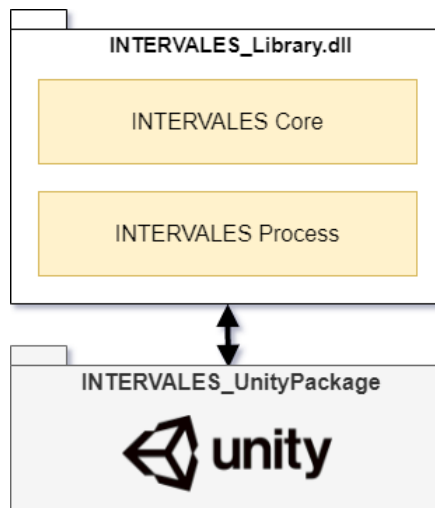 INTERVALES_Library.dll
INTERVALES Core
INTERVALES Process
INTERVALES_UnityPackage
unity